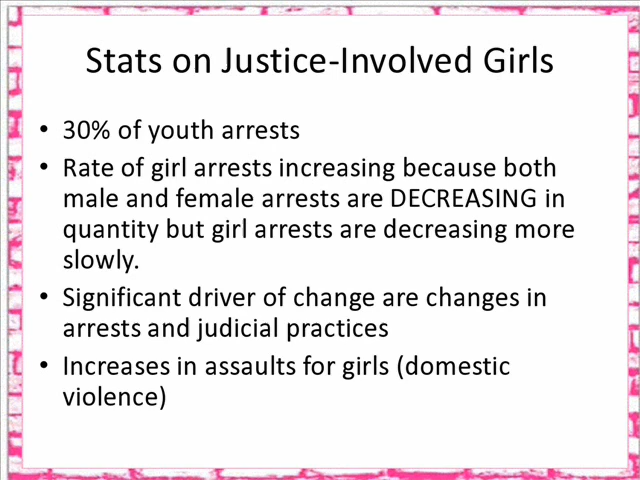 Stats on Justice-Involved Girls
• 30% of youth arrests
• Rate of girl arrests increasing because both
male and female arrests are DECREASING in
quantity but girl arrests are decreasing more
slowly.
• Significant driver of change are changes in
arrests and judicial practices
• Increases in assaults for girls (domestic
violence)